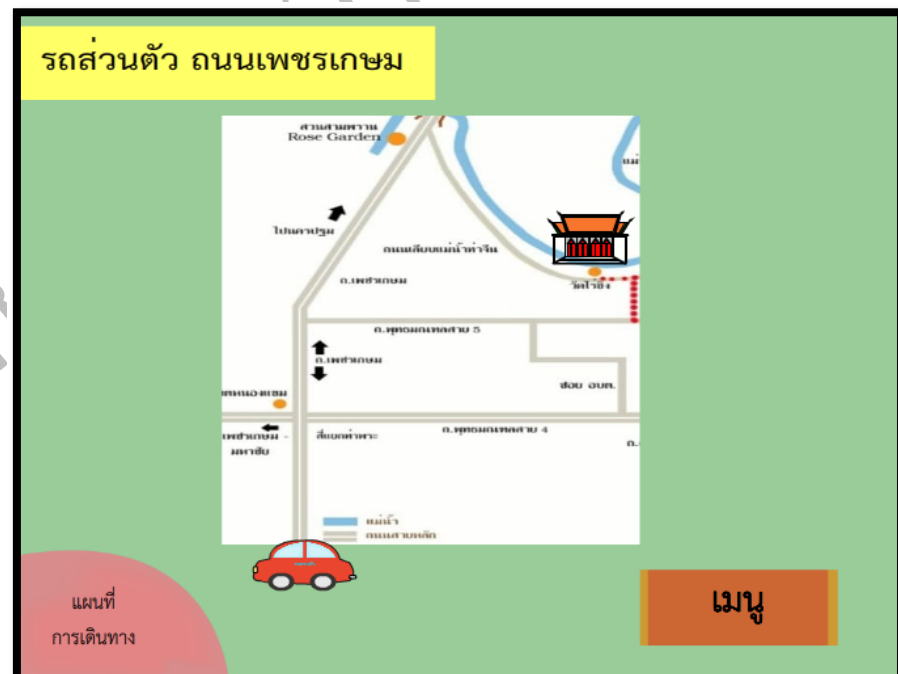 รถส่วนตัว ถนนเพชรเกษม
สวนสามพราน
Rose Garden
แม่
ไปนครปฐม
ถนนเลียบแม่น้ำท่าจีน
ถ.เพชรเกษม
วัดไร่ขิง
ถ.พุทธมณฑลสาย 5
ถ.เพชรเกษม
ซอย อบต.
สี่แยกท่าพระ
ถ.พุทธมณฑลสาย 4
เพชรเกษม -
มหาชัย
แม่น้ำ
ถนนสายหลัก
แผนที่
การเดินทาง
เมนู